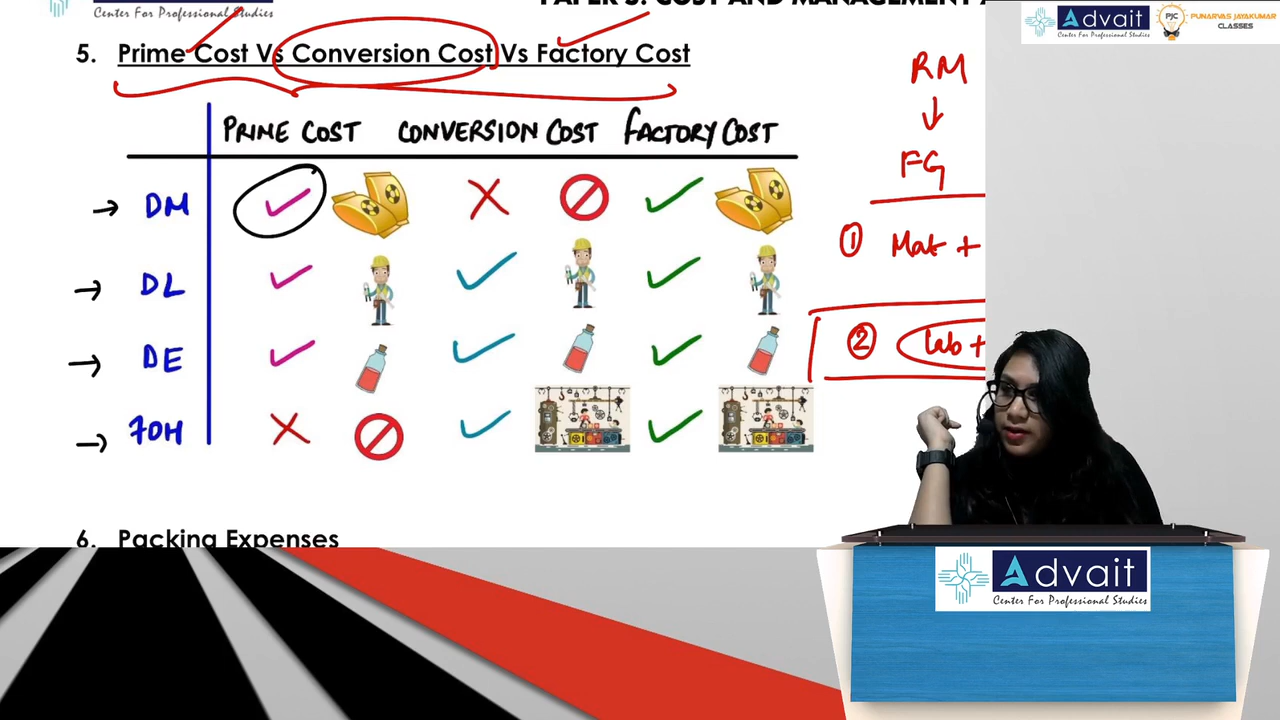 Center For Professional Studies
PAPER 3: COST AND MANAGEMENT A
Advait
Center For Professional Studies
PJC
PUNARVAS JAYAKUMAR
CLASSES
5. Prime Cost Vs Conversion Cost Vs Factory Cost
PRIME COST CONVERSION COST FACTORY COST
DM
DL
DE
FOH
RM
FG
① Mat +
② Lab +
6. Packing Expenses
Advait
Center For Professional Studies